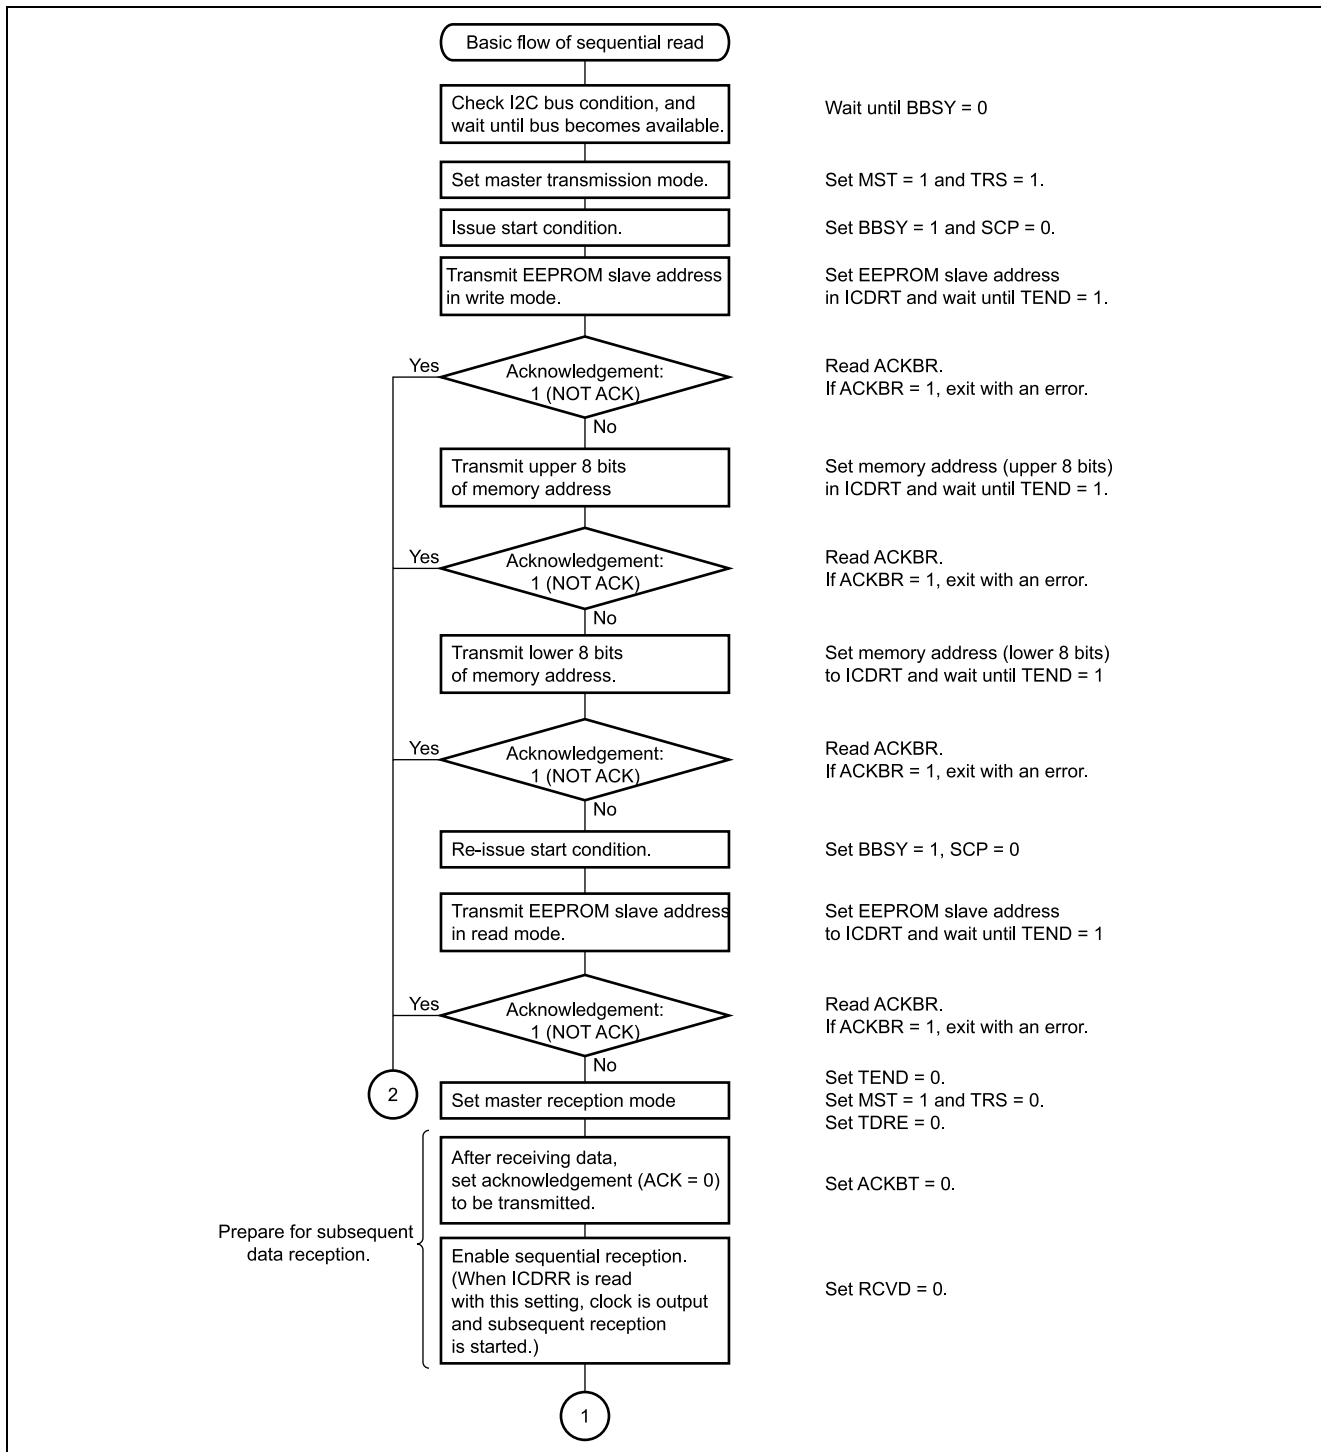 Basic flow of sequential read
Check I2C bus condition, and
wait until bus becomes available.
Wait until BBSY = 0
Set master transmission mode.
Set MST = 1 and TRS = 1.
Issue start condition.
Set BBSY = 1 and SCP = 0.
Transmit EEPROM slave address
in write mode.
Set EEPROM slave address
in ICDRT and wait until TEND = 1.
Yes
Acknowledgement:
1 (NOT ACK)
Read ACKBR.
If ACKBR = 1, exit with an error.
No
Transmit upper 8 bits
of memory address
Set memory address (upper 8 bits)
in ICDRT and wait until TEND = 1.
Yes
Acknowledgement:
1 (NOT ACK)
Read ACKBR.
If ACKBR = 1, exit with an error.
No
Transmit lower 8 bits
of memory address.
Set memory address (lower 8 bits)
to ICDRT and wait until TEND = 1
Yes
Acknowledgement:
1 (NOT ACK)
Read ACKBR.
If ACKBR = 1, exit with an error.
No
Re-issue start condition.
Set BBSY = 1, SCP = 0
Transmit EEPROM slave address
in read mode.
Set EEPROM slave address
to ICDRT and wait until TEND = 1
Yes
Acknowledgement:
1 (NOT ACK)
Read ACKBR.
If ACKBR = 1, exit with an error.
No
2
Set master reception mode
Set TEND = 0.
Set MST = 1 and TRS = 0.
Set TDRE = 0.
Prepare for subsequent
data reception.
After receiving data,
set acknowledgement (ACK = 0)
to be transmitted.
Set ACKBT = 0.
Enable sequential reception.
(When ICDRR is read
with this setting, clock is output
and subsequent reception
is started.)
Set RCVD = 0.
1